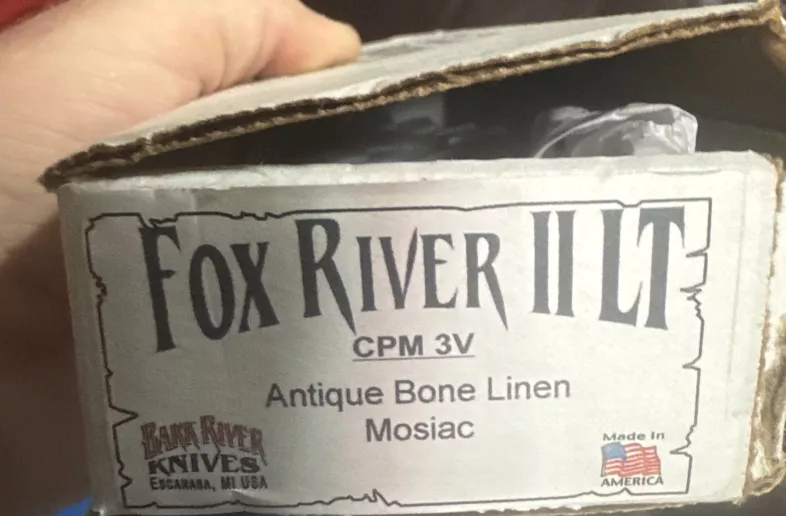 FOX RIVER II LT
CPM 3V
Antique Bone Linen
Mosiac
BARK RIVER
KNIVES
ESCANABA, MI USA
Made In
AMERICA